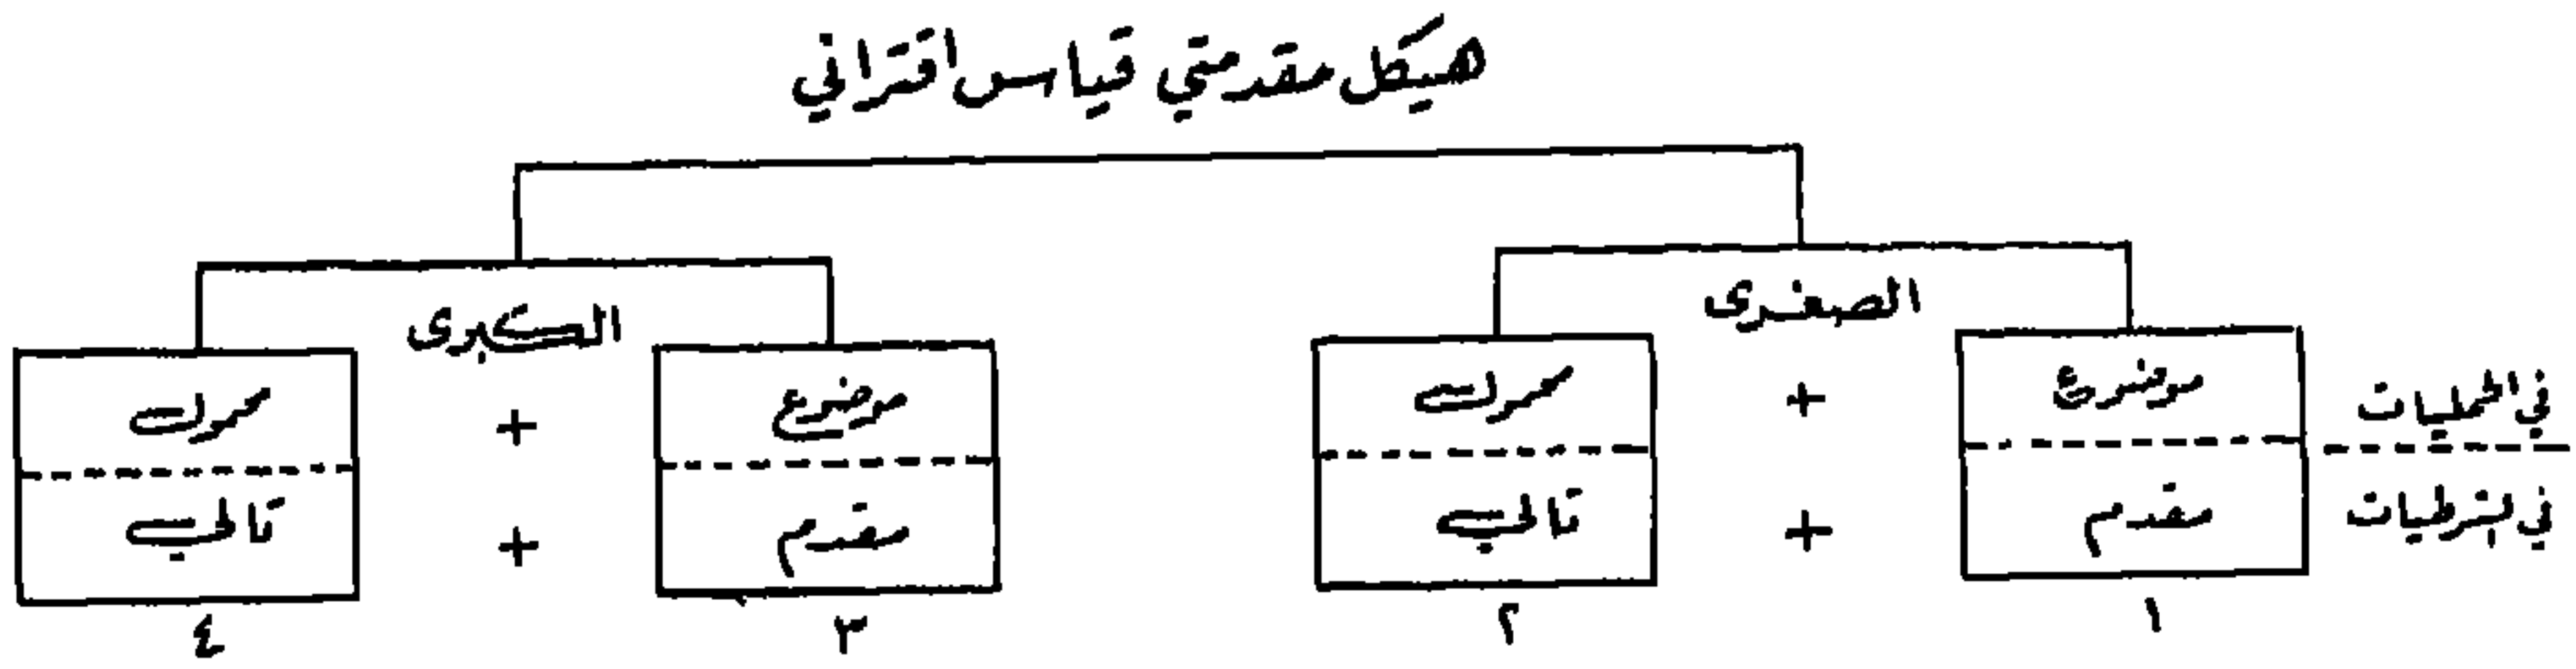 هيكل مقدمتي قياس اقتراني
الصغرى
الكبرى
في الحمليات موضوع + محمول موضوع + محمول
في الشرطيات مقدم + تالي مقدم + تالي
١ ٢ ٣ ٤